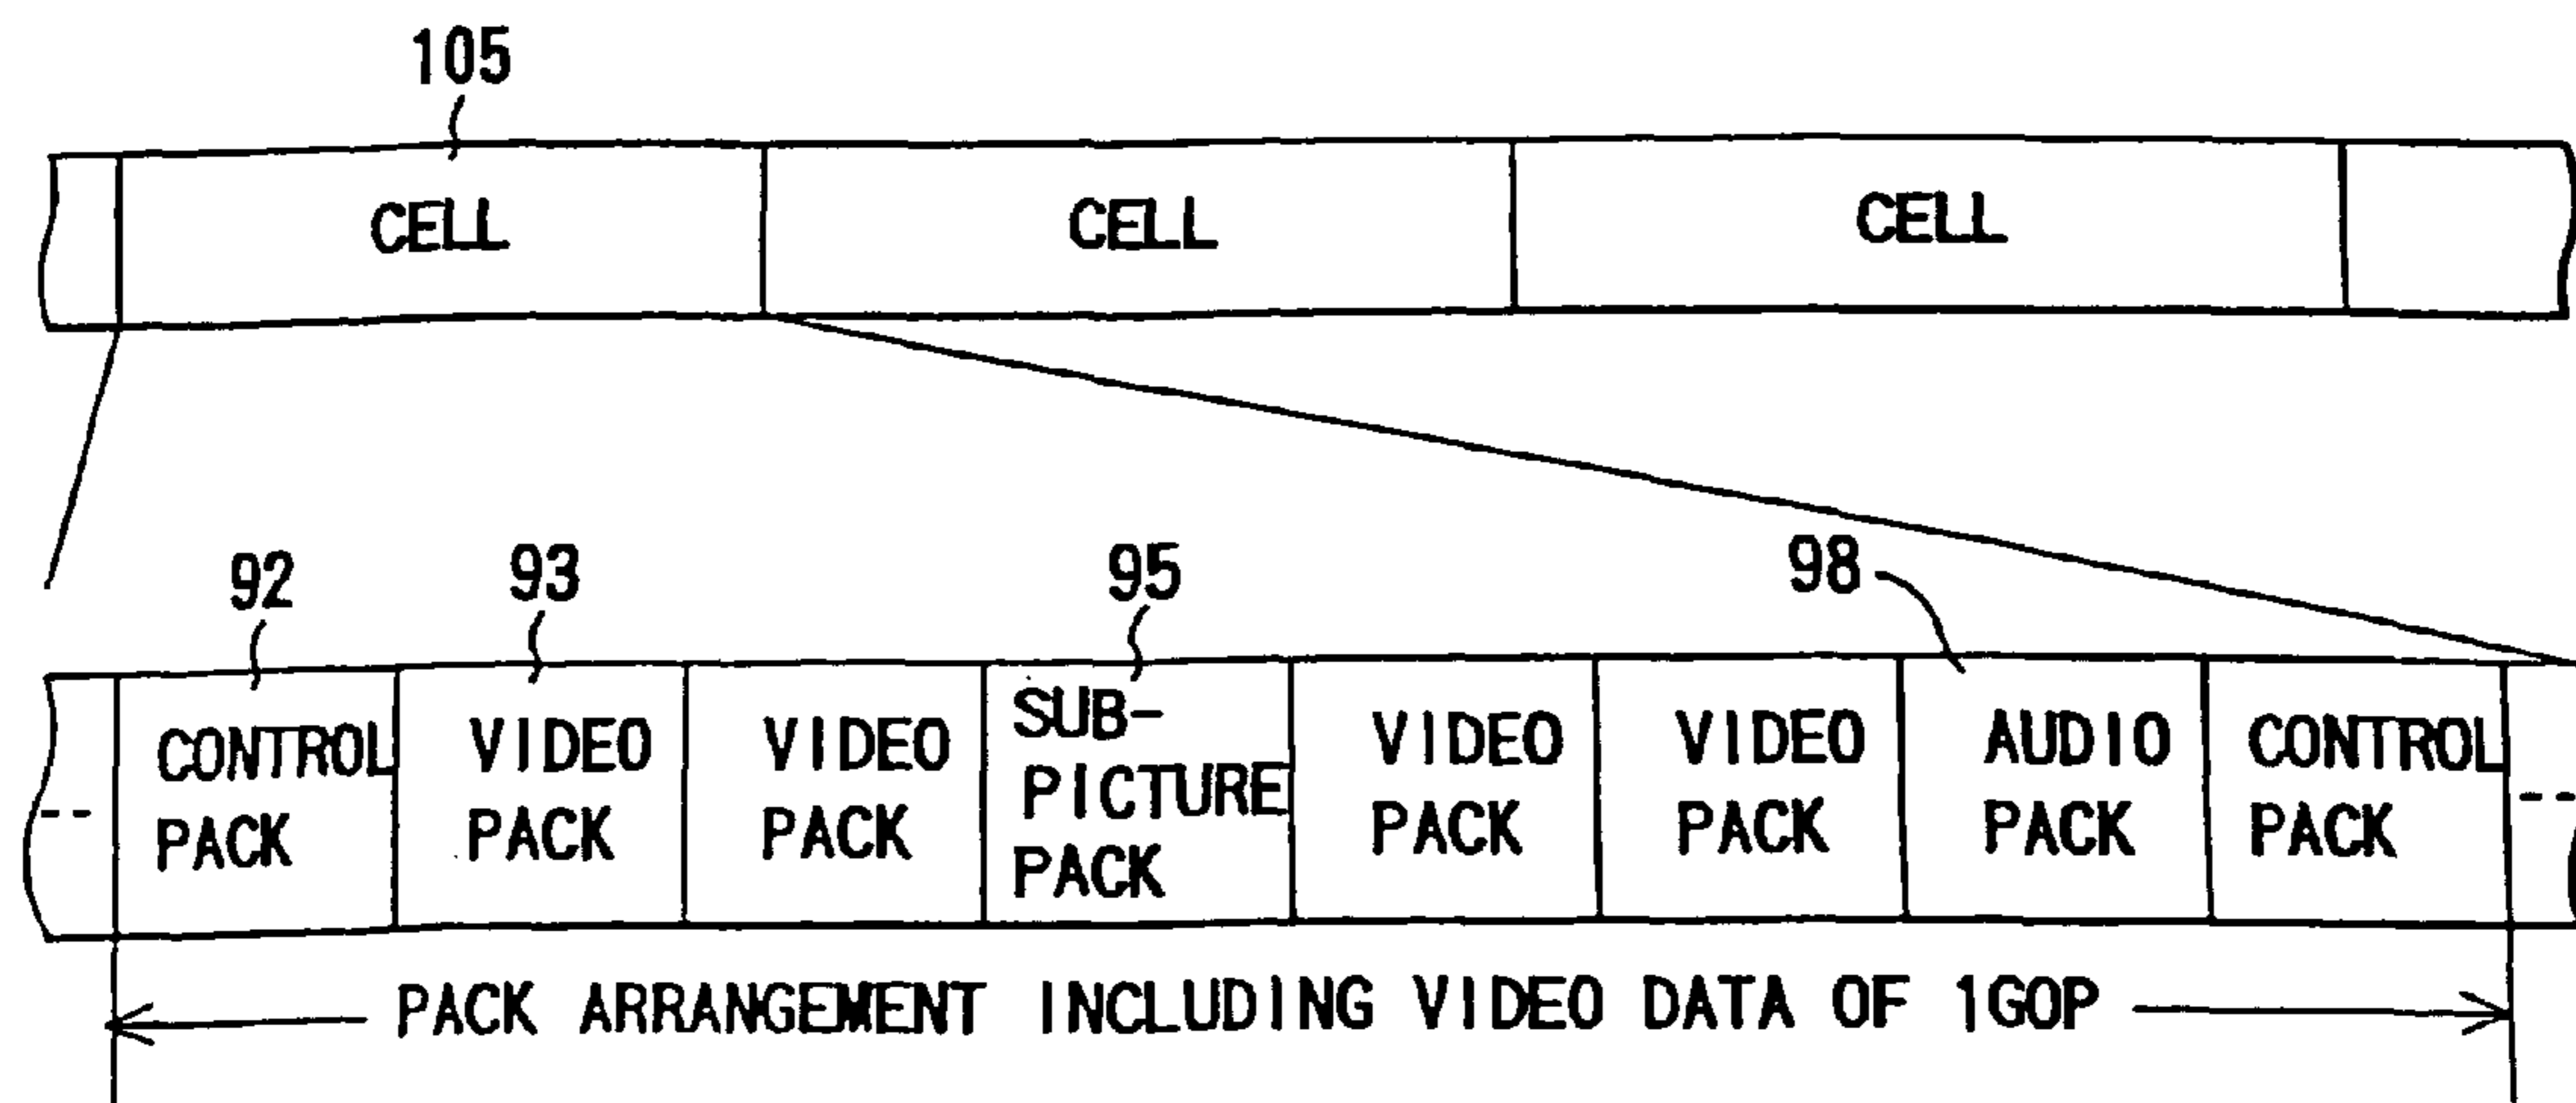 105
CELL CELL CELL
92 93 95 98
CONTROL PACK
VIDEO PACK
VIDEO PACK
SUB-PICTURE PACK
VIDEO PACK
VIDEO PACK
AUDIO PACK
CONTROL PACK
PACK ARRANGEMENT INCLUDING VIDEO DATA OF 1GOP